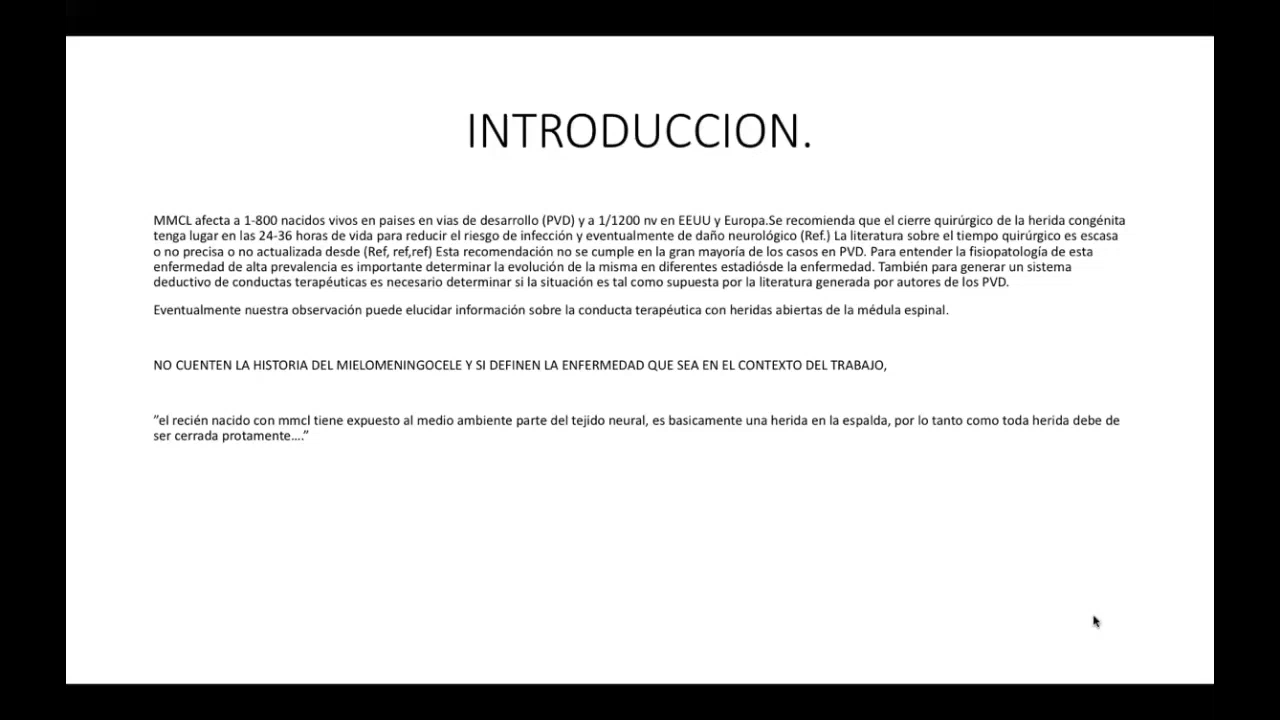 INTRODUCCION.
MMCL afecta a 1-800 nacidos vivos en paises en vias de desarrollo (PVD) y a 1/1200 nv en EEUU y Europa.Se recomienda que el cierre quirúrgico de la herida congénita
tenga lugar en las 24-36 horas de vida para reducir el riesgo de infección y eventualmente de daño neurológico (Ref.) La literatura sobre el tiempo quirúrgico es escasa
o no precisa o no actualizada desde (Ref, ref,ref) Esta recomendación no se cumple en la gran mayoría de los casos en PVD. Para entender la fisiopatología de esta
enfermedad de alta prevalencia es importante determinar la evolución de la misma en diferentes estadiósde la enfermedad. También para generar un sistema
deductivo de conductas terapéuticas es necesario determinar si la situación es tal como supuesta por la literatura generada por autores de los PVD.
Eventualmente nuestra observación puede elucidar información sobre la conducta terapéutica con heridas abiertas de la médula espinal.
NO CUENTEN LA HISTORIA DEL MIELOMENINGOCELE Y SI DEFINEN LA ENFERMEDAD QUE SEA EN EL CONTEXTO DEL TRABAJO,
"el recién nacido con mmcl tiene expuesto al medio ambiente parte del tejido neural, es basicamente una herida en la espalda, por lo tanto como toda herida debe de
ser cerrada protamente…."